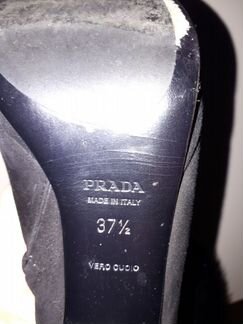 PRADA
MADE IN ITALY
37½
VERO CUOIO